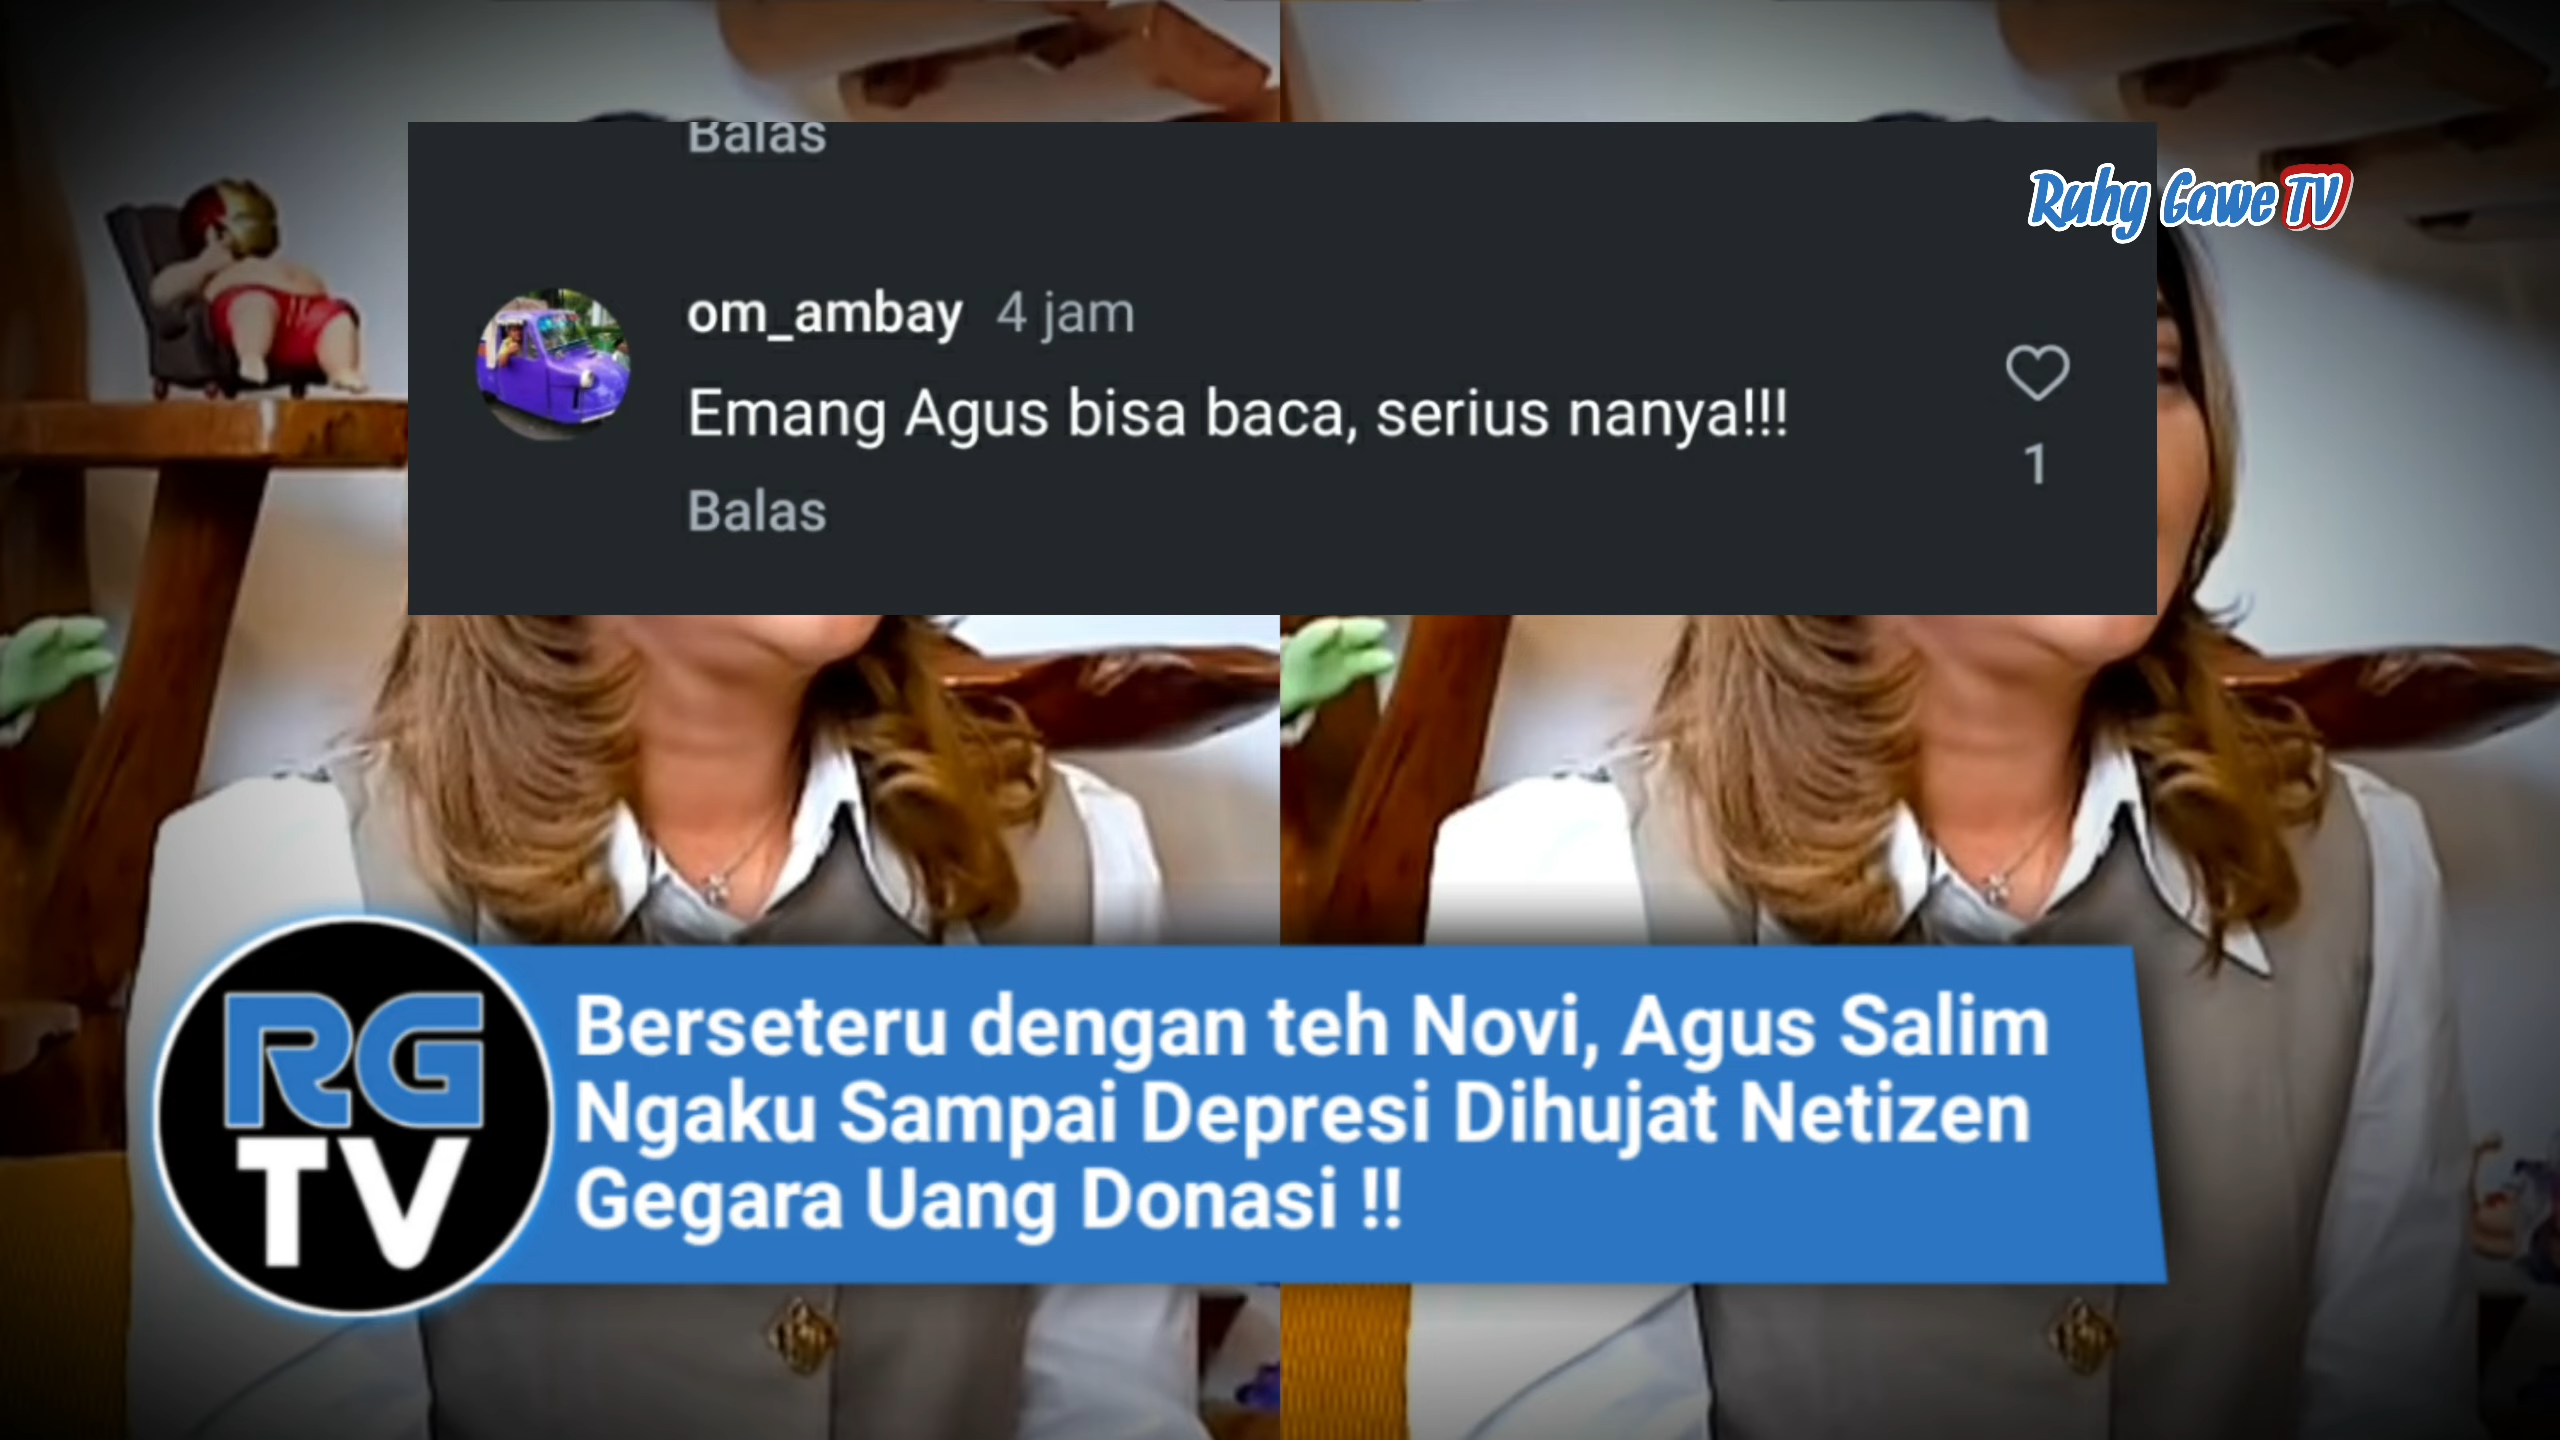 Balas
Ruhy Gawe TV
om_ambay 4 jam
Emang Agus bisa baca, serius nanya!!!
1
Balas
RG
TV
Berseteru dengan teh Novi, Agus Salim
Ngaku Sampai Depresi Dihujat Netizen
Gegara Uang Donasi !!